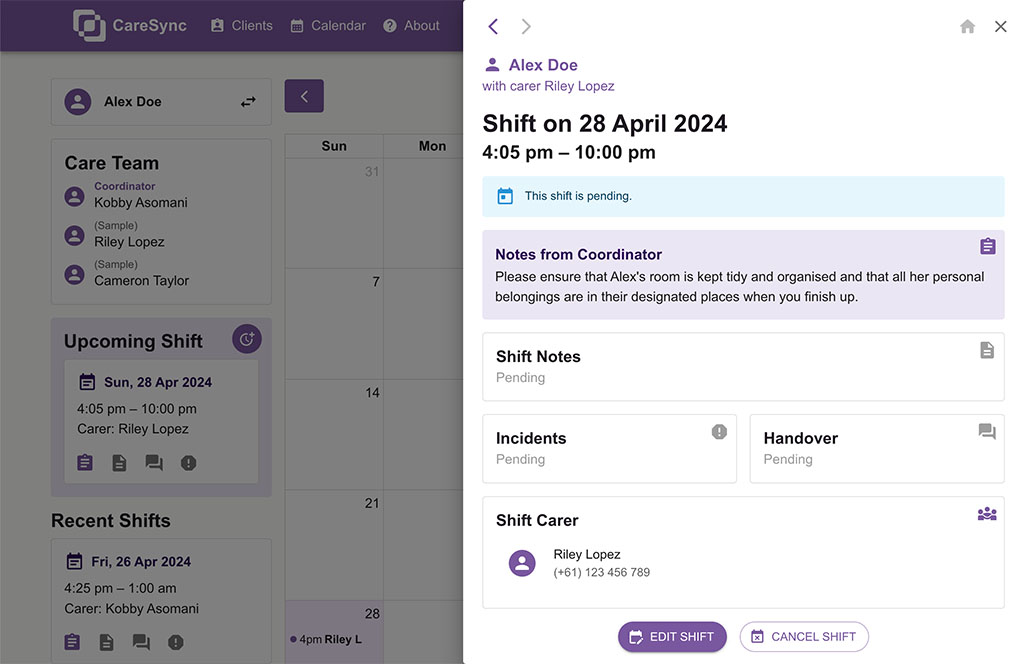 CareSync
Clients
Calendar
About
Alex Doe
Care Team
Coordinator
Kobby Asomani
(Sample)
Riley Lopez
(Sample)
Cameron Taylor
Upcoming Shift
Sun, 28 Apr 2024
4:05 pm – 10:00 pm
Carer: Riley Lopez
Recent Shifts
Fri, 26 Apr 2024
4:25 pm – 1:00 am
Carer: Kobby Asomani
Sun
Mon
31
7
14
21
28
4pm Riley L
Alex Doe
with carer Riley Lopez
Shift on 28 April 2024
4:05 pm – 10:00 pm
This shift is pending.
Notes from Coordinator
Please ensure that Alex's room is kept tidy and organised and that all her personal
belongings are in their designated places when you finish up.
Shift Notes
Pending
Incidents
Pending
Handover
Pending
Shift Carer
Riley Lopez
(+61) 123 456 789
EDIT SHIFT
CANCEL SHIFT